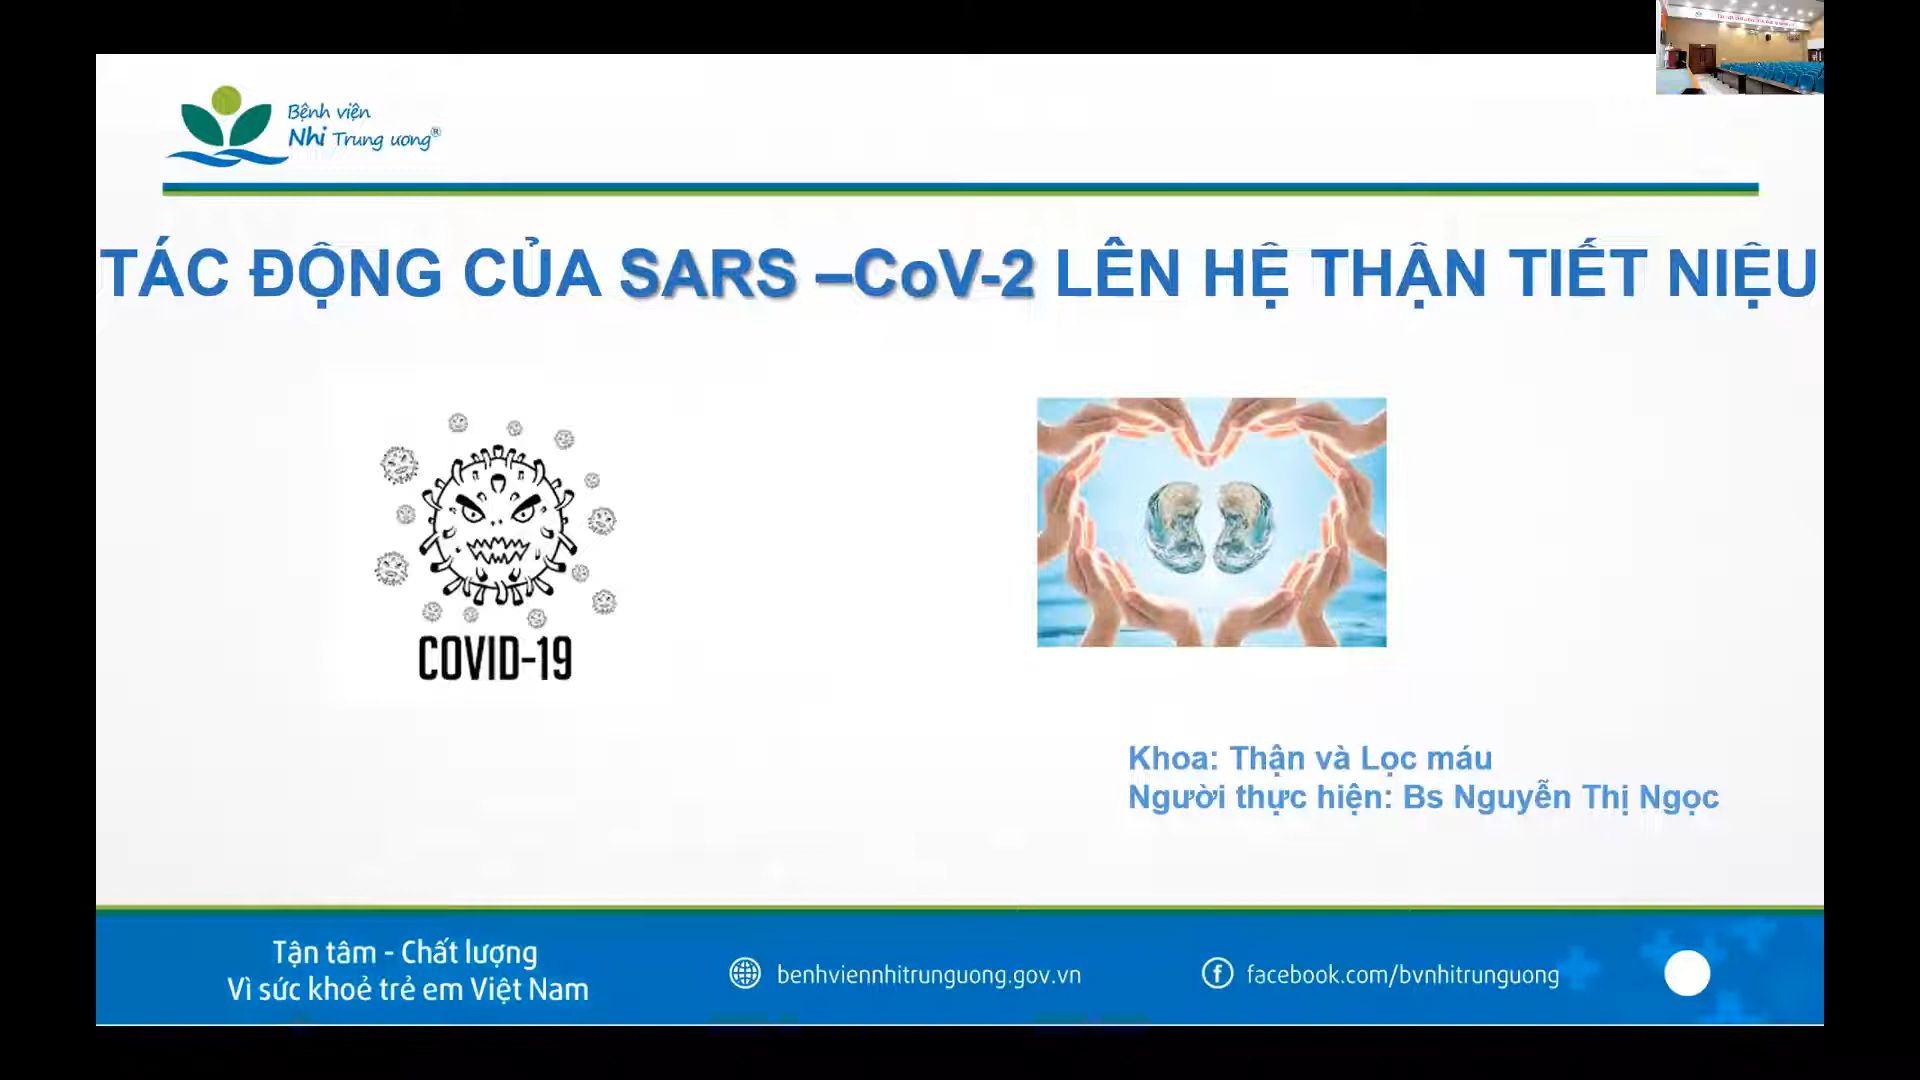 Bệnh viện
Nhi Trung ương®
TÁC ĐỘNG CỦA SARS –CoV-2 LÊN HỆ THẬN TIẾT NIỆU
COVID-19
Khoa: Thận và Lọc máu
Người thực hiện: Bs Nguyễn Thị Ngọc
Tận tâm - Chất lượng
Vì sức khoẻ trẻ em Việt Nam
benhviennhitrunguong.gov.vn
facebook.com/bvnhitrunguong